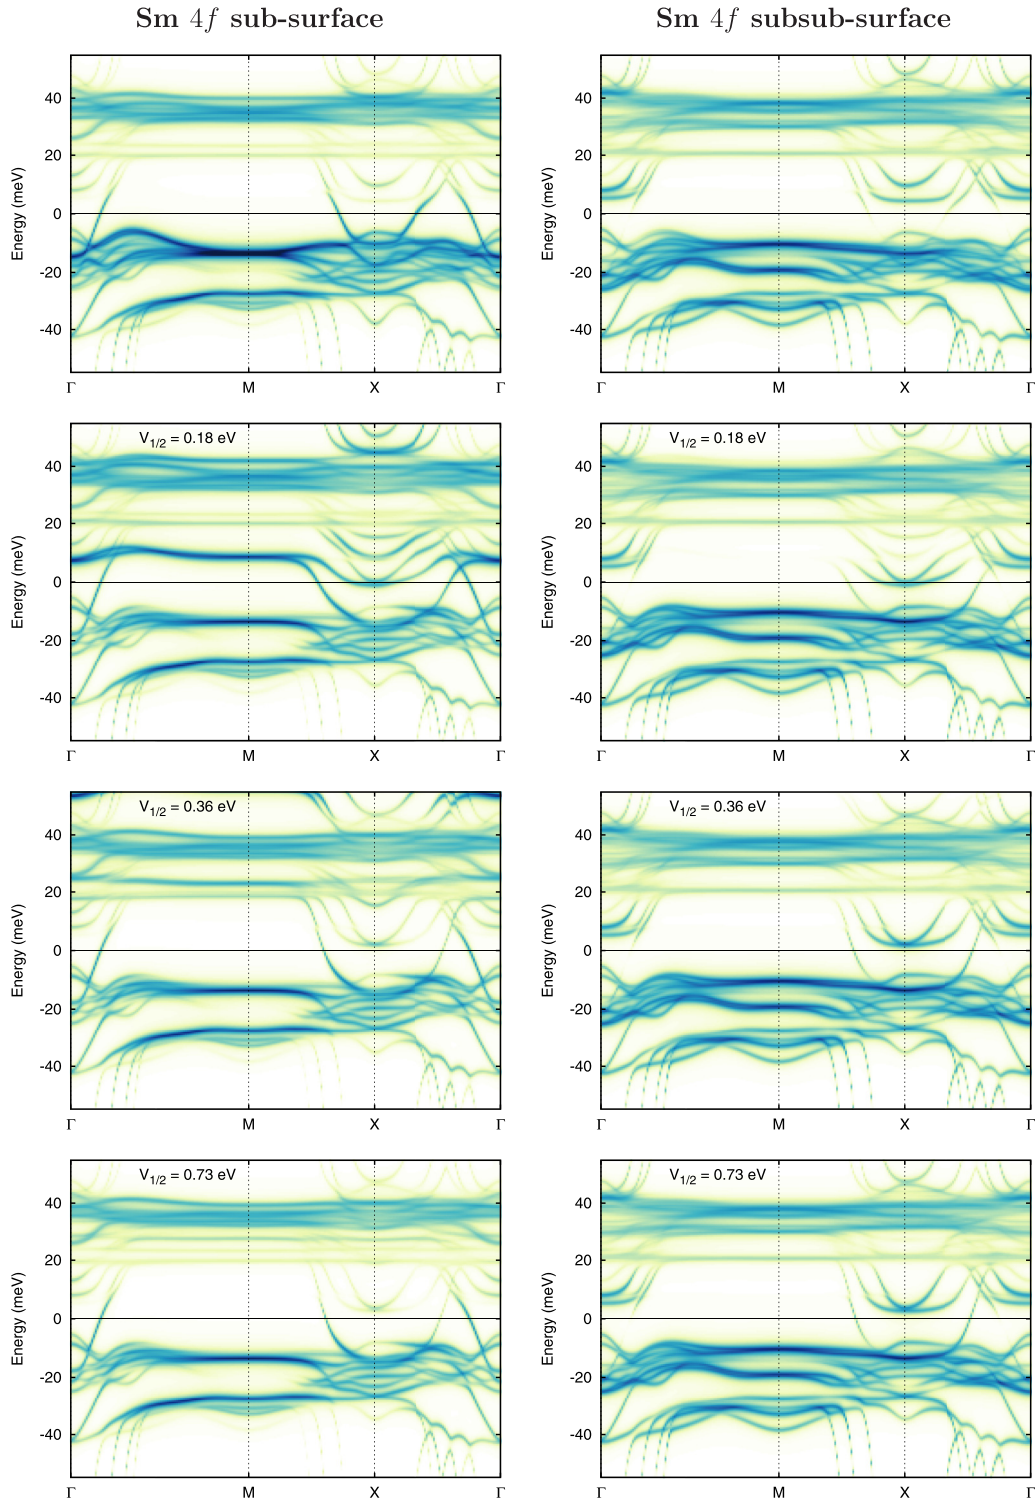 Sm 4f sub-surface
Sm 4f subsub-surface
Energy (meV)
40
20
0
-20
-40
Γ M X Γ
Energy (meV)
40
20
0
-20
-40
Γ M X Γ
V1/2 = 0.18 eV
Energy (meV)
40
20
0
-20
-40
Γ M X Γ
V1/2 = 0.18 eV
Energy (meV)
40
20
0
-20
-40
Γ M X Γ
V1/2 = 0.36 eV
Energy (meV)
40
20
0
-20
-40
Γ M X Γ
V1/2 = 0.36 eV
Energy (meV)
40
20
0
-20
-40
Γ M X Γ
V1/2 = 0.73 eV
Energy (meV)
40
20
0
-20
-40
Γ M X Γ
V1/2 = 0.73 eV
Energy (meV)
40
20
0
-20
-40
Γ M X Γ